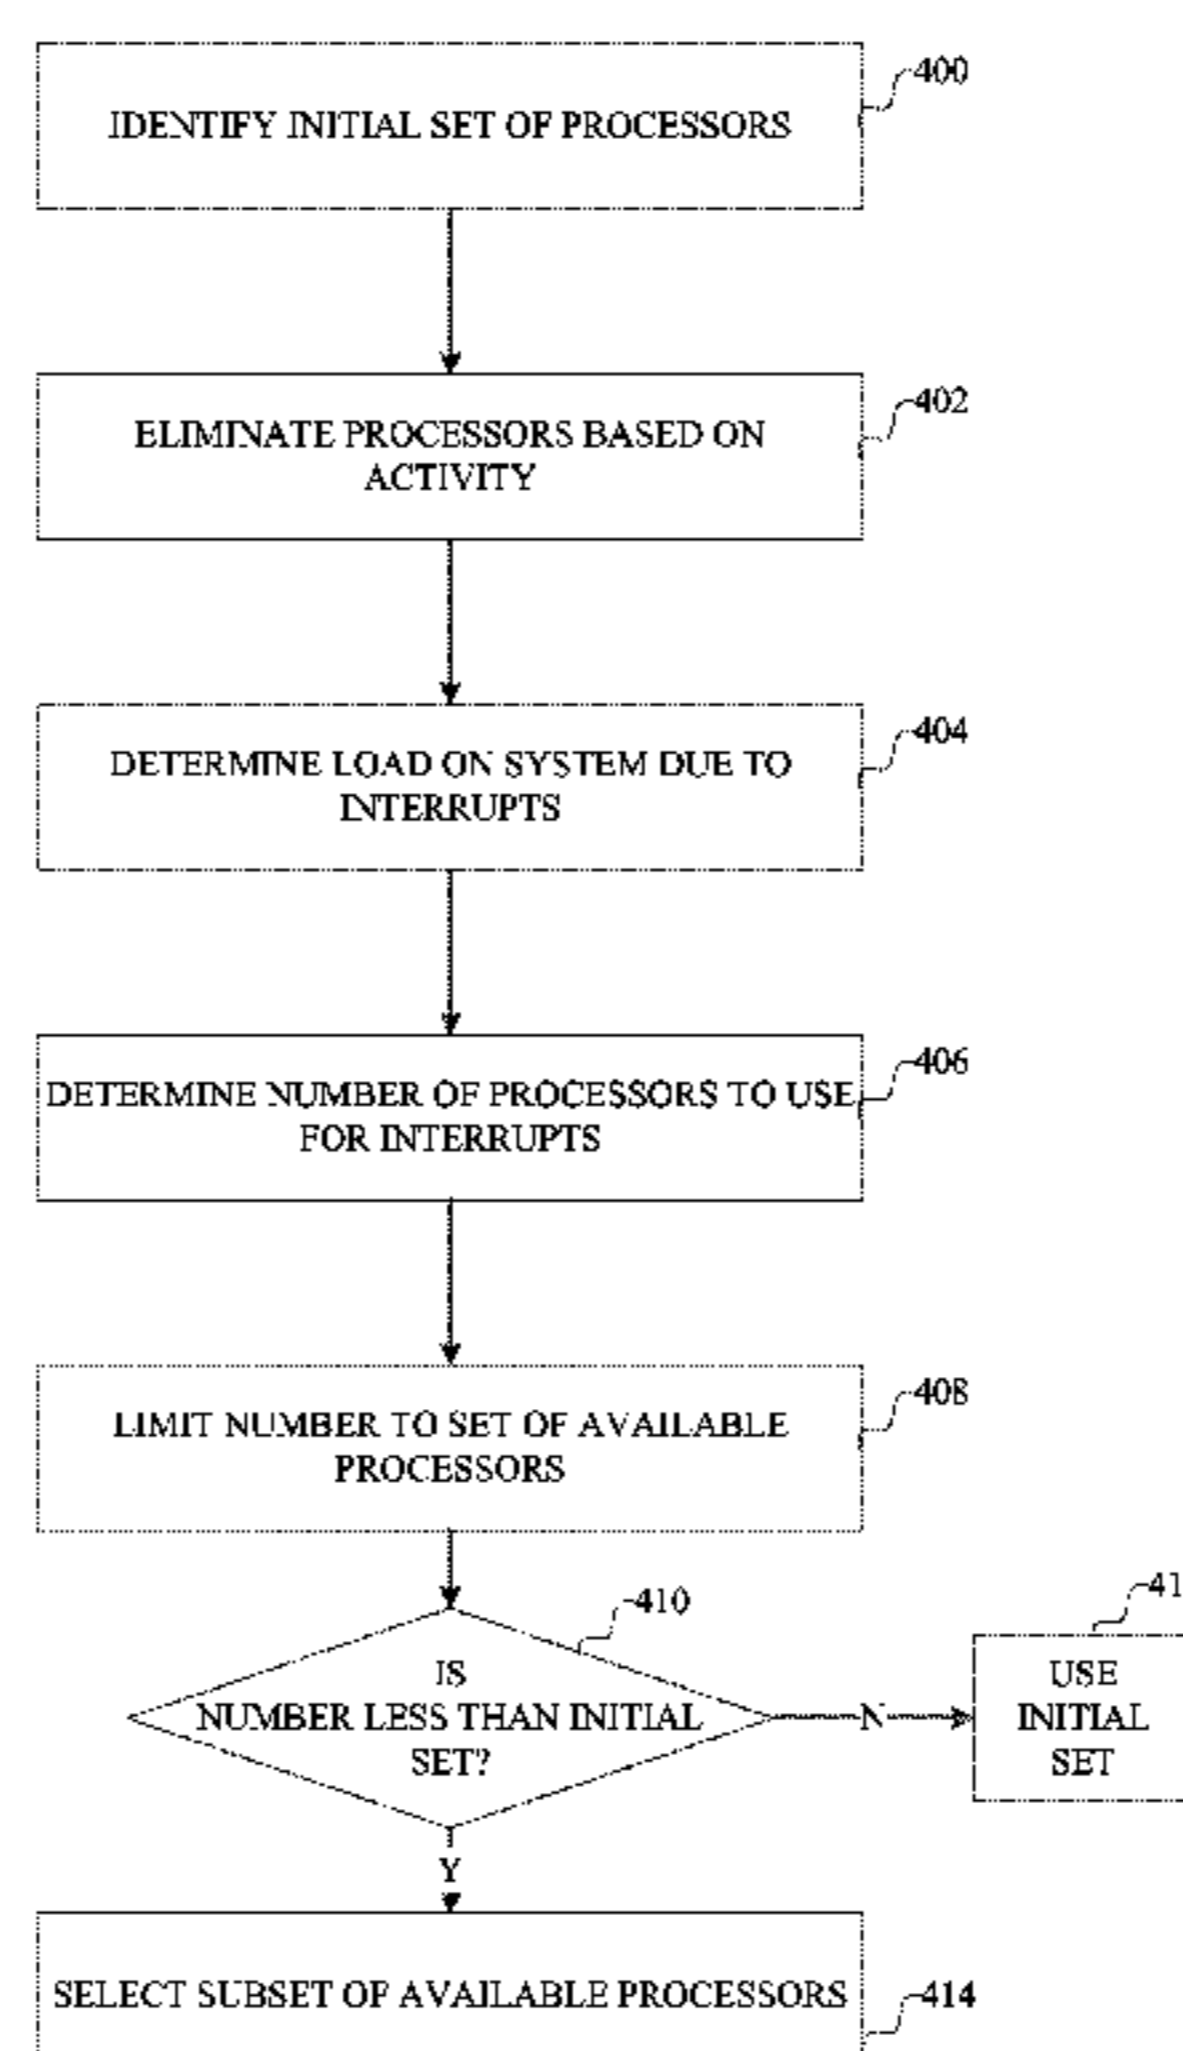 400
IDENTIFY INITIAL SET OF PROCESSORS
402
ELIMINATE PROCESSORS BASED ON
ACTIVITY
404
DETERMINE LOAD ON SYSTEM DUE TO
INTERRUPTS
406
DETERMINE NUMBER OF PROCESSORS TO USE
FOR INTERRUPTS
408
LIMIT NUMBER TO SET OF AVAILABLE
PROCESSORS
410
IS
NUMBER LESS THAN INITIAL
SET?
N
USE
INITIAL
SET
Y
SELECT SUBSET OF AVAILABLE PROCESSORS
414